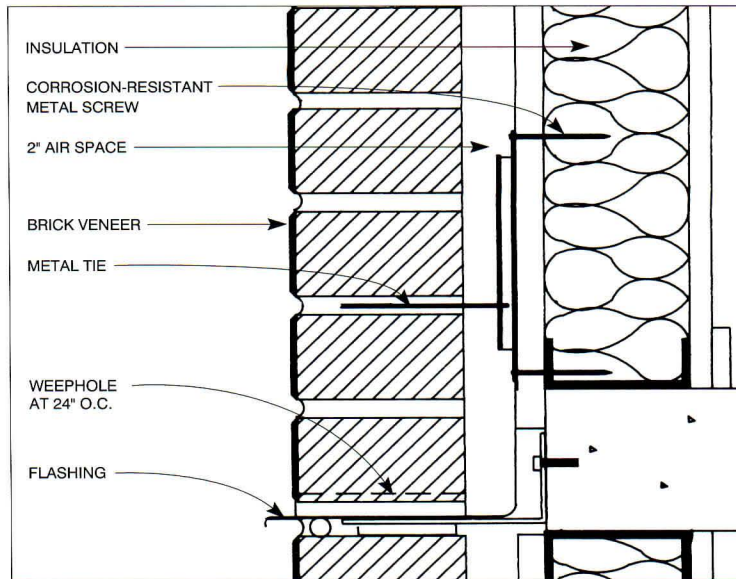 INSULATION
CORROSION-RESISTANT
METAL SCREW
2" AIR SPACE
BRICK VENEER
METAL TIE
WEEPHOLE
AT 24" O.C.
FLASHING